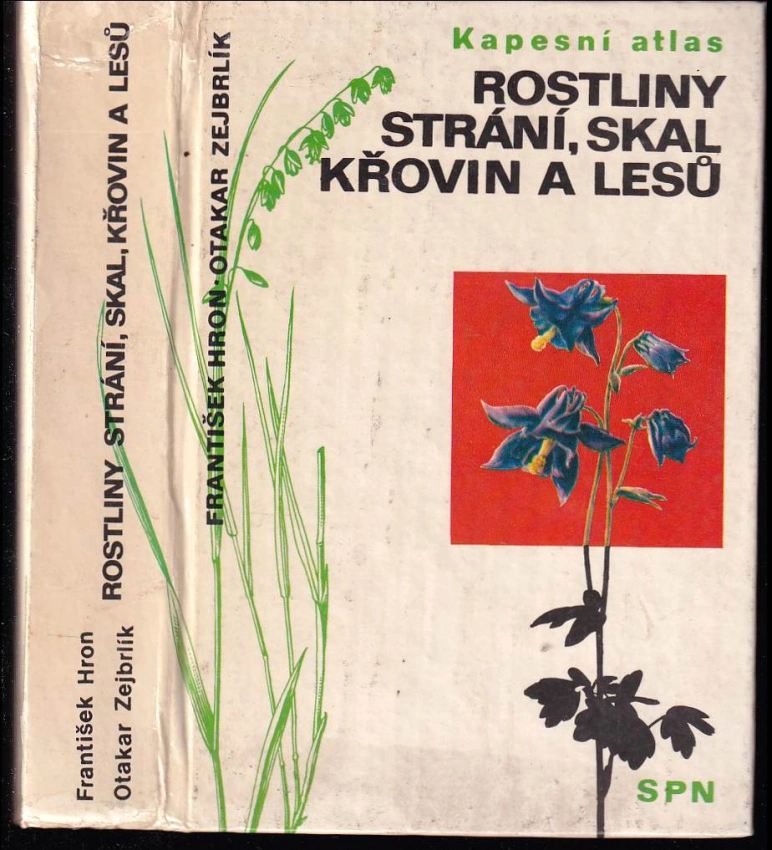 Kapesní atlas
ROSTLINY
STRÁNÍ, SKAL
KŘOVIN A LESŮ
FRANTIŠEK HRON · OTAKAR ZEJBRLÍK
SPN
František Hron
Otakar Zejbrlík
ROSTLINY STRÁNÍ, SKAL, KŘOVIN A LESŮ